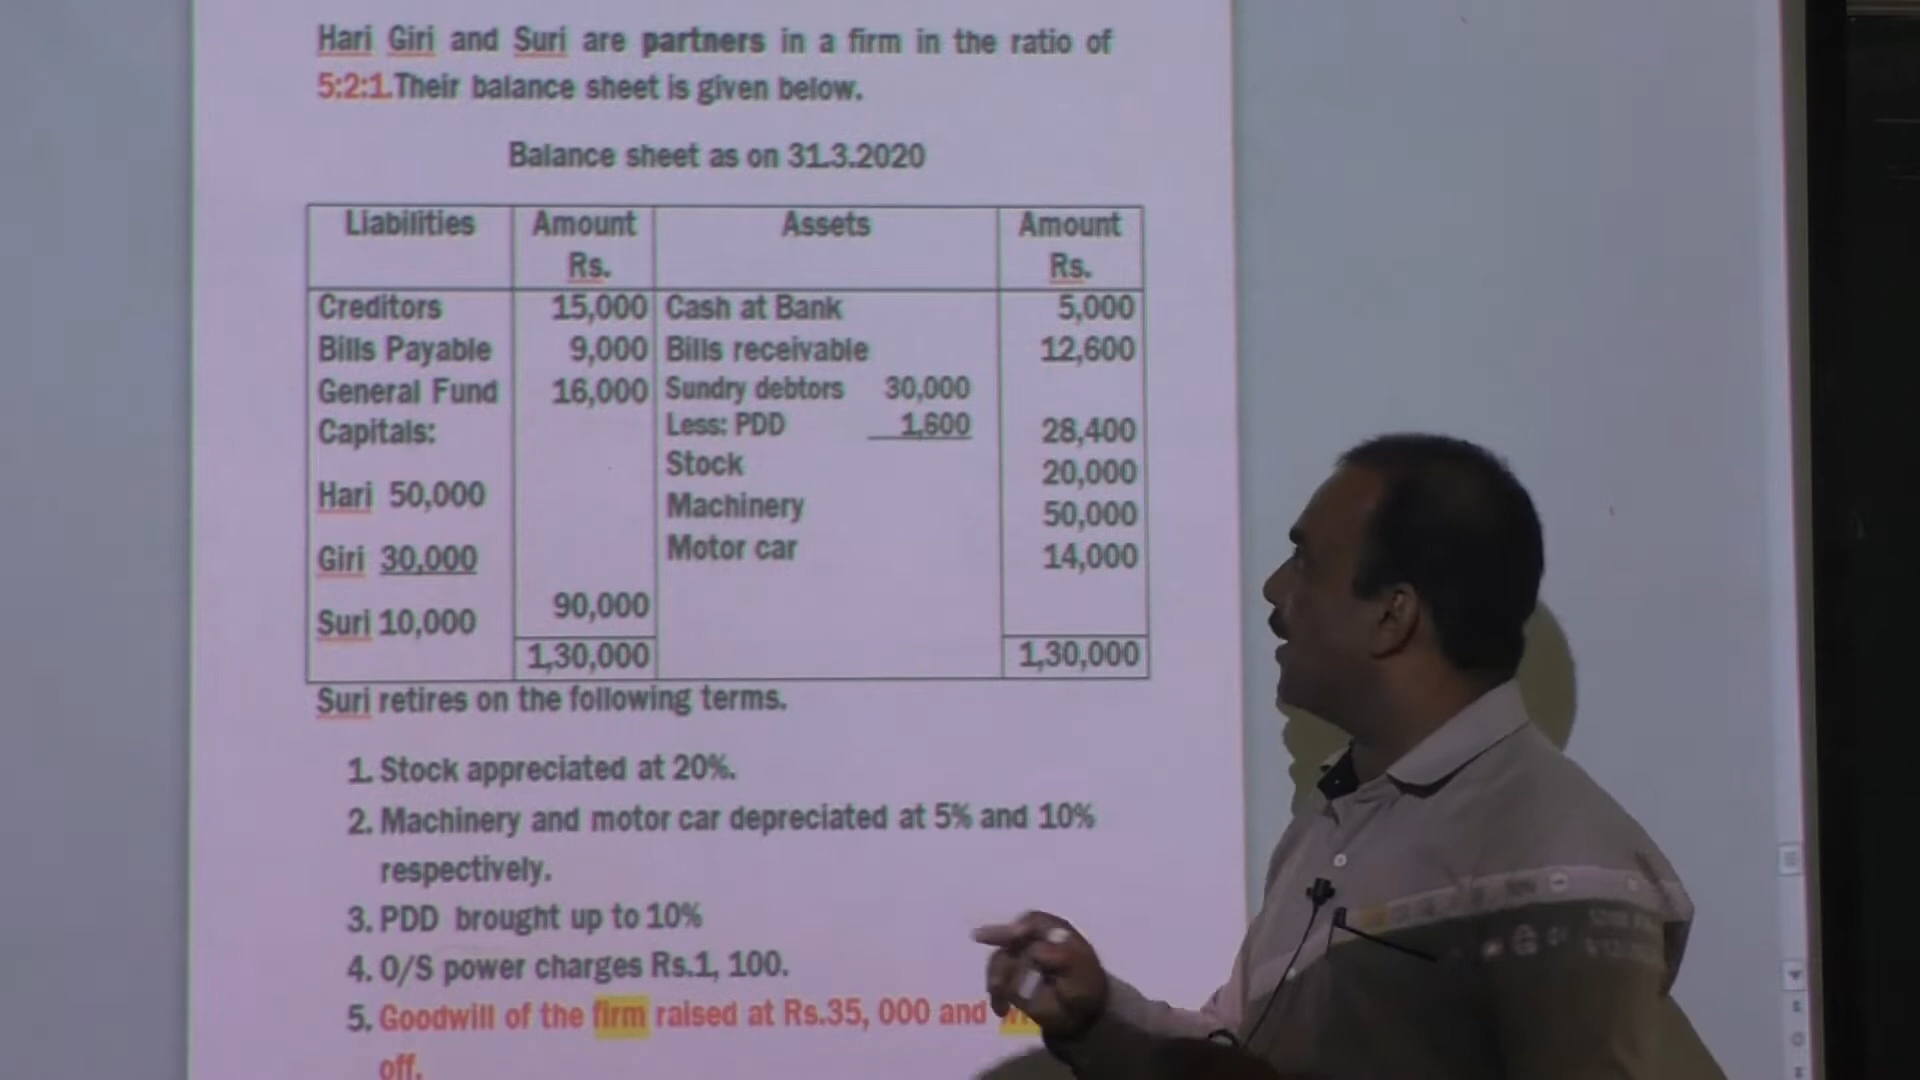 Hari Giri and Suri are partners in a firm in the ratio of
5:2:1.Their balance sheet is given below.
Balance sheet as on 31.3.2020
Liabilities Amount Rs. Assets Amount Rs.
Creditors 15,000 Cash at Bank 5,000
Bills Payable 9,000 Bills receivable 12,600
General Fund 16,000 Sundry debtors 30,000
Capitals: Less: PDD 1,600 28,400
Stock 20,000
Hari 50,000 Machinery 50,000
Giri 30,000 Motor car 14,000
Suri 10,000 90,000
1,30,000 1,30,000
Suri retires on the following terms.
1. Stock appreciated at 20%.
2. Machinery and motor car depreciated at 5% and 10%
respectively.
3. PDD brought up to 10%
4. O/S power charges Rs.1, 100.
5. Goodwill of the firm raised at Rs.35, 000 and
off.